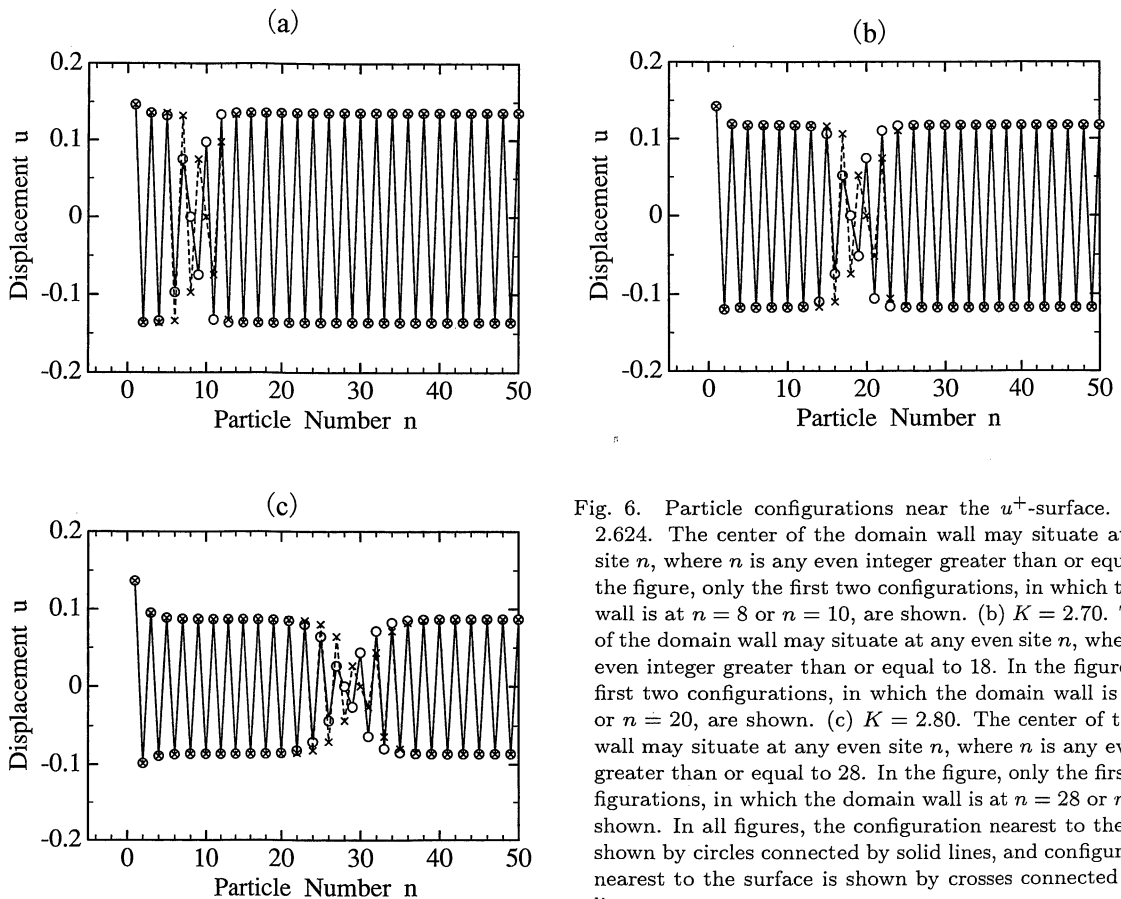 (a)
0.2
0.1
0
-0.1
-0.2
Displacement u
0 10 20 30 40 50
Particle Number n
(b)
0.2
0.1
0
-0.1
-0.2
Displacement u
0 10 20 30 40 50
Particle Number n
(c)
0.2
0.1
0
-0.1
-0.2
Displacement u
0 10 20 30 40 50
Particle Number n
Fig. 6. Particle configurations near the u⁺-surface.
2.624. The center of the domain wall may situate at
site n, where n is any even integer greater than or equ
the figure, only the first two configurations, in which t
wall is at n = 8 or n = 10, are shown. (b) K = 2.70.
of the domain wall may situate at any even site n, whe
even integer greater than or equal to 18. In the figure
first two configurations, in which the domain wall is
or n = 20, are shown. (c) K = 2.80. The center of t
wall may situate at any even site n, where n is any ev
greater than or equal to 28. In the figure, only the firs
figurations, in which the domain wall is at n = 28 or n
shown. In all figures, the configuration nearest to the
shown by circles connected by solid lines, and configur
nearest to the surface is shown by crosses connected